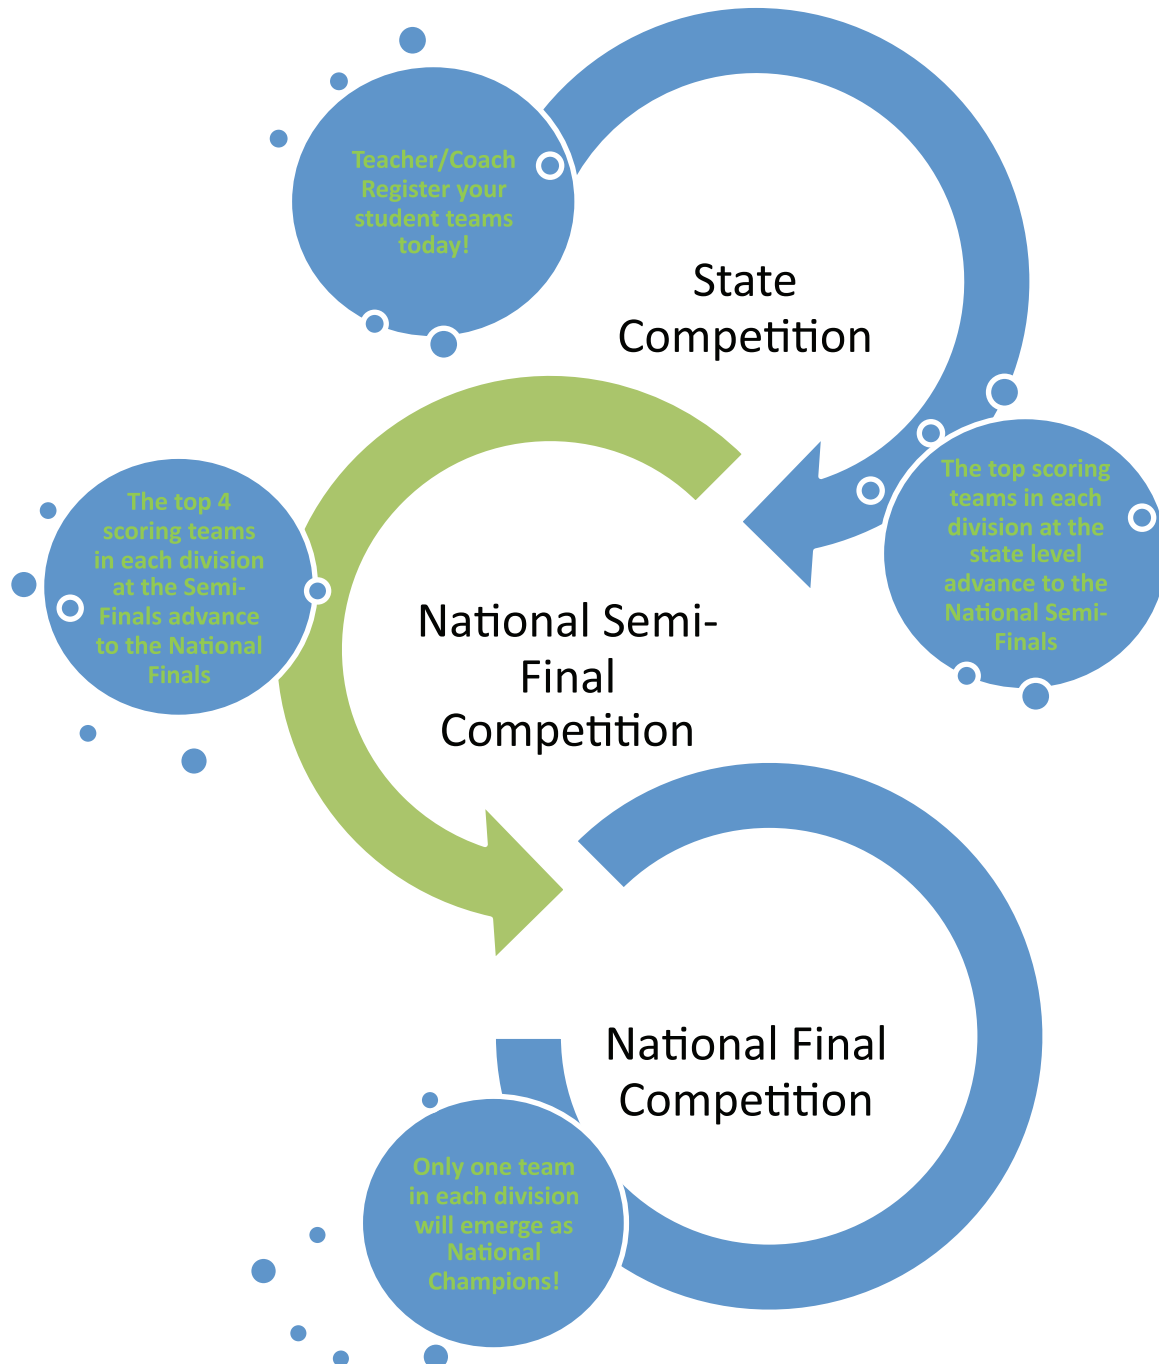 Teacher/Coach
Register your
student teams
today!
State
Competition
The top scoring
teams in each
division at the
state level
advance to the
National Semi-
Finals
The top 4
scoring teams
in each division
at the Semi-
Finals advance
to the National
Finals
National Semi-
Final
Competition
National Final
Competition
Only one team
in each division
will emerge as
National
Champions!